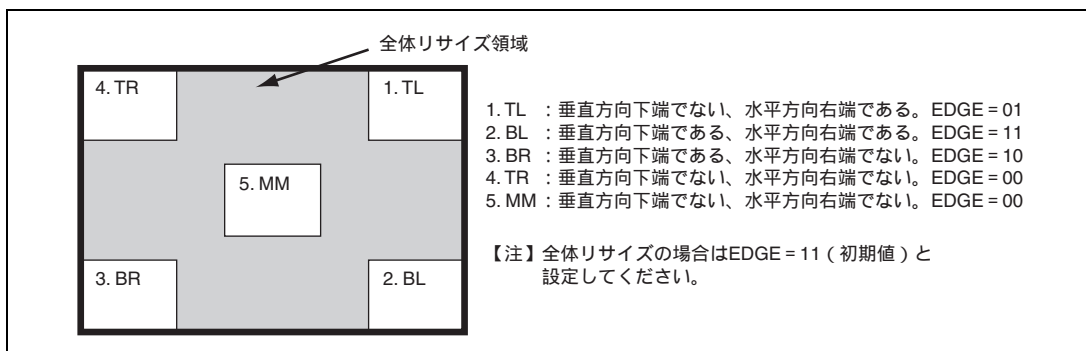 全体リサイズ領域
4. TR
1. TL
5. MM
3. BR
2. BL
1. TL ：垂直方向下端でない、水平方向右端である。EDGE = 01
2. BL ：垂直方向下端である、水平方向右端である。EDGE = 11
3. BR ：垂直方向下端である、水平方向右端でない。EDGE = 10
4. TR ：垂直方向下端でない、水平方向右端でない。EDGE = 00
5. MM ：垂直方向下端でない、水平方向右端でない。EDGE = 00
【注】全体リサイズの場合はEDGE = 11（初期値）と
設定してください。